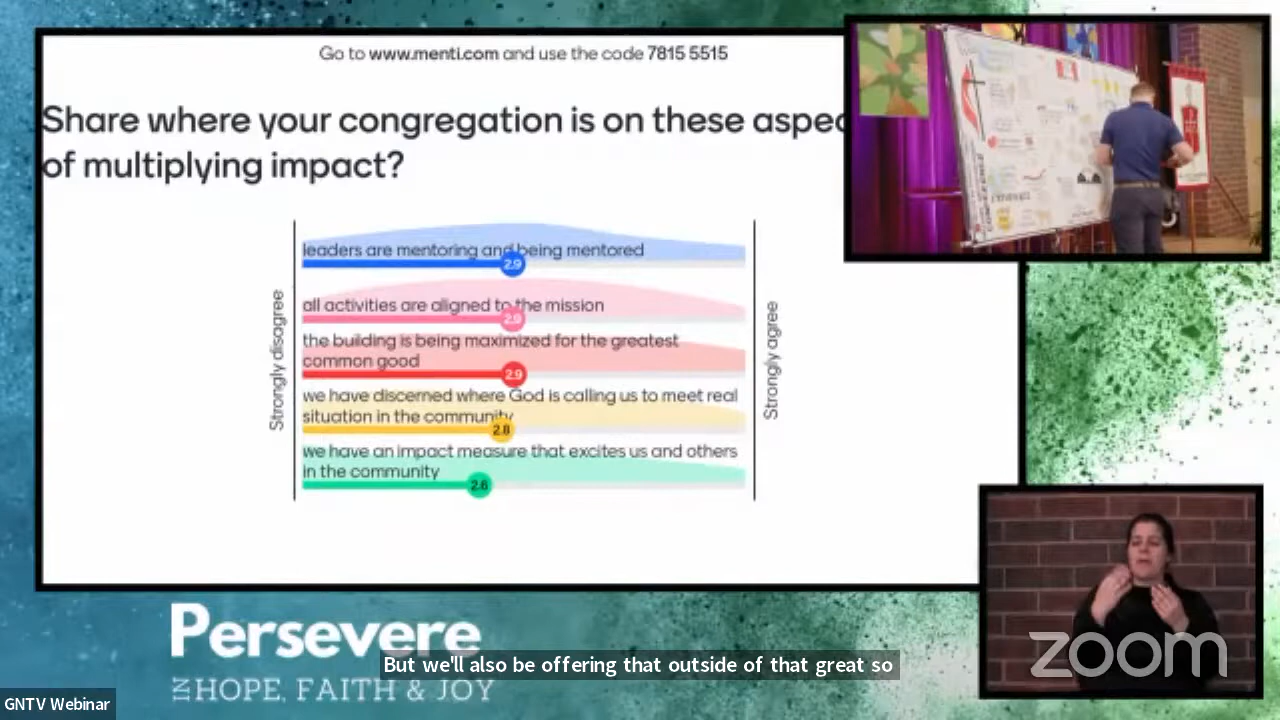 Go to www.menti.com and use the code 7815 5515
Share where your congregation is on these aspec
of multiplying impact?
Strongly disagree
leaders are mentoring and being mentored
2.9
all activities are aligned to the mission
2.9
the building is being maximized for the greatest
common good
2.9
we have discerned where God is calling us to meet real
situation in the community
2.8
we have an impact measure that excites us and others
in the community
2.6
Strongly agree
Persevere
IN HOPE, FAITH & JOY
But we'll also be offering that outside of that great so
GNTV Webinar
zoom